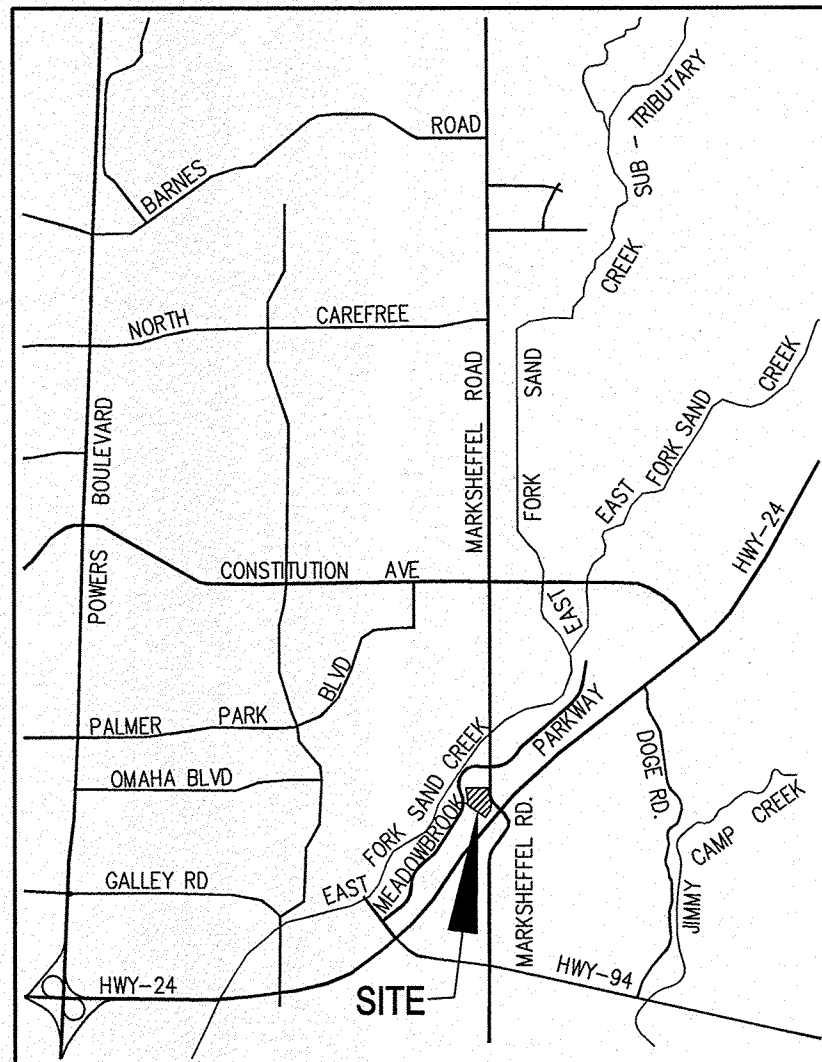 ROAD
BARNES
SUB - TRIBUTARY
CREEK
NORTH CAREFREE
SAND
FORK
EAST
MARKSHEFFEL ROAD
EAST FORK SAND CREEK
POWERS BOULEVARD
HWY-24
CONSTITUTION AVE
PALMER PARK BLVD
PARKWAY
OMAHA BLVD
DOGE RD.
EAST FORK SAND CREEK
MEADOWBROOK
JIMMY CAMP CREEK
GALLEY RD
MARKSHEFFEL RD.
HWY-24
HWY-94
SITE